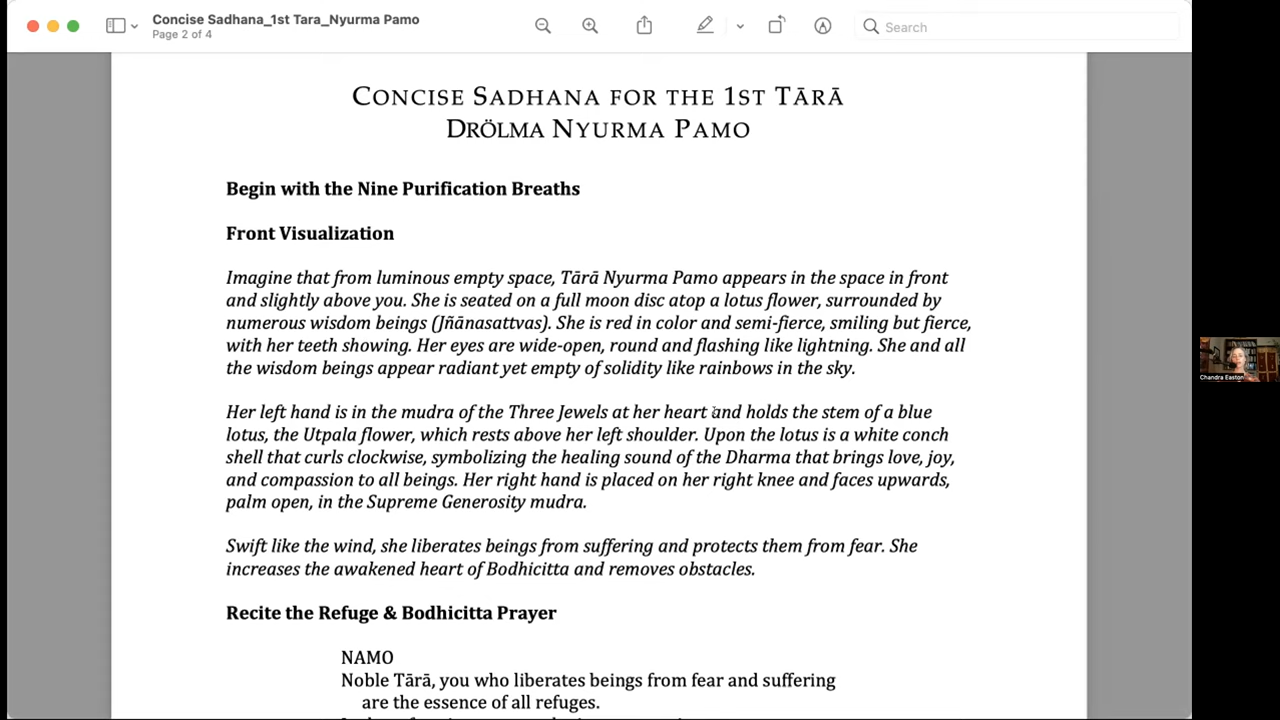 Concise Sadhana_1st Tara_Nyurma Pamo
Page 2 of 4
Search
CONCISE SADHANA FOR THE 1ST TĀRĀ
DRÖLMA NYURMA PAMO
Begin with the Nine Purification Breaths
Front Visualization
Imagine that from luminous empty space, Tārā Nyurma Pamo appears in the space in front
and slightly above you. She is seated on a full moon disc atop a lotus flower, surrounded by
numerous wisdom beings (Jñānasattvas). She is red in color and semi-fierce, smiling but fierce,
with her teeth showing. Her eyes are wide-open, round and flashing like lightning. She and all
the wisdom beings appear radiant yet empty of solidity like rainbows in the sky.
Her left hand is in the mudra of the Three Jewels at her heart and holds the stem of a blue
lotus, the Utpala flower, which rests above her left shoulder. Upon the lotus is a white conch
shell that curls clockwise, symbolizing the healing sound of the Dharma that brings love, joy,
and compassion to all beings. Her right hand is placed on her right knee and faces upwards,
palm open, in the Supreme Generosity mudra.
Swift like the wind, she liberates beings from suffering and protects them from fear. She
increases the awakened heart of Bodhicitta and removes obstacles.
Recite the Refuge & Bodhicitta Prayer
NAMO
Noble Tārā, you who liberates beings from fear and suffering
are the essence of all refuges.
Chandra Easton